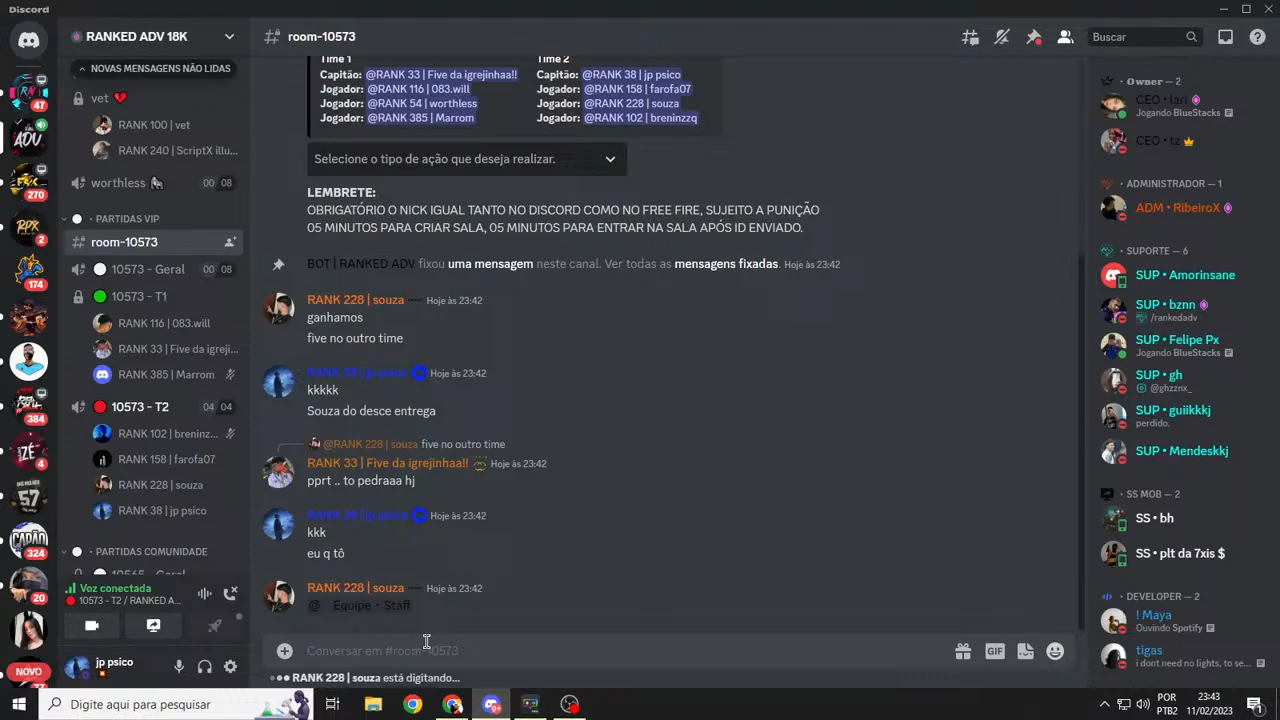 Discord
RANKED ADV 18K
NOVAS MENSAGENS NÃO LIDAS
vet
RANK 100 | vet
RANK 240 | ScriptX illu...
worthless
00 08
PARTIDAS VIP
room-10573
10573 - Geral
00 08
10573 - T1
RANK 116 | 083.will
RANK 33 | Five da igreji...
RANK 385 | Marrom
10573 - T2
04 04
RANK 102 | breninz...
RANK 158 | farofa07
RANK 228 | souza
RANK 38 | jp psico
PARTIDAS COMUNIDADE
Voz conectada
10573 - T2 / RANKED A...
jp psico
47
ADV
270
RPX
2
174
384
ZÉ
4
57
CAPÃO
324
20
NOVO
room-10573
Buscar
Time 1
Time 2
Capitão: @RANK 33 | Five da igrejinhaa!!
Capitão: @RANK 38 | jp psico
Jogador: @RANK 116 | 083.will
Jogador: @RANK 158 | farofa07
Jogador: @RANK 54 | worthless
Jogador: @RANK 228 | souza
Jogador: @RANK 385 | Marrom
Jogador: @RANK 102 | breninzzq
Selecione o tipo de ação que deseja realizar.
LEMBRETE:
OBRIGATÓRIO O NICK IGUAL TANTO NO DISCORD COMO NO FREE FIRE, SUJEITO A PUNIÇÃO
05 MINUTOS PARA CRIAR SALA, 05 MINUTOS PARA ENTRAR NA SALA APÓS ID ENVIADO.
BOT | RANKED ADV fixou uma mensagem neste canal. Ver todas as mensagens fixadas. Hoje às 23:42
RANK 228 | souza Hoje às 23:42
ganhamos
five no outro time
RANK 38 | jp psico Hoje às 23:42
kkkkk
Souza do desce entrega
@RANK 228 | souza five no outro time
RANK 33 | Five da igrejinhaa!! Hoje às 23:42
pprt .. to pedraaa hj
RANK 38 | jp psico Hoje às 23:42
kkk
eu q tô
RANK 228 | souza Hoje às 23:42
@ Equipe • Staff
Conversar em #room-10573
GIF
RANK 228 | souza está digitando...
Owner — 2
CEO • lari
Jogando BlueStacks
CEO • tz
ADMINISTRADOR — 1
ADM • RibeiroX
SUPORTE — 6
SUP • Amorinsane
SUP • bznn
/rankedadv
SUP • Felipe Px
Jogando BlueStacks
SUP • gh
@ghzznx_
SUP • guiikkkj
perdido.
SUP • Mendeskkj
SS MOB — 2
SS • bh
SS • plt da 7xis $
DEVELOPER — 2
! Maya
Ouvindo Spotify
tigas
i dont need no lights, to se...
Digite aqui para pesquisar
POR
PTB2
23:43
11/02/2023
1